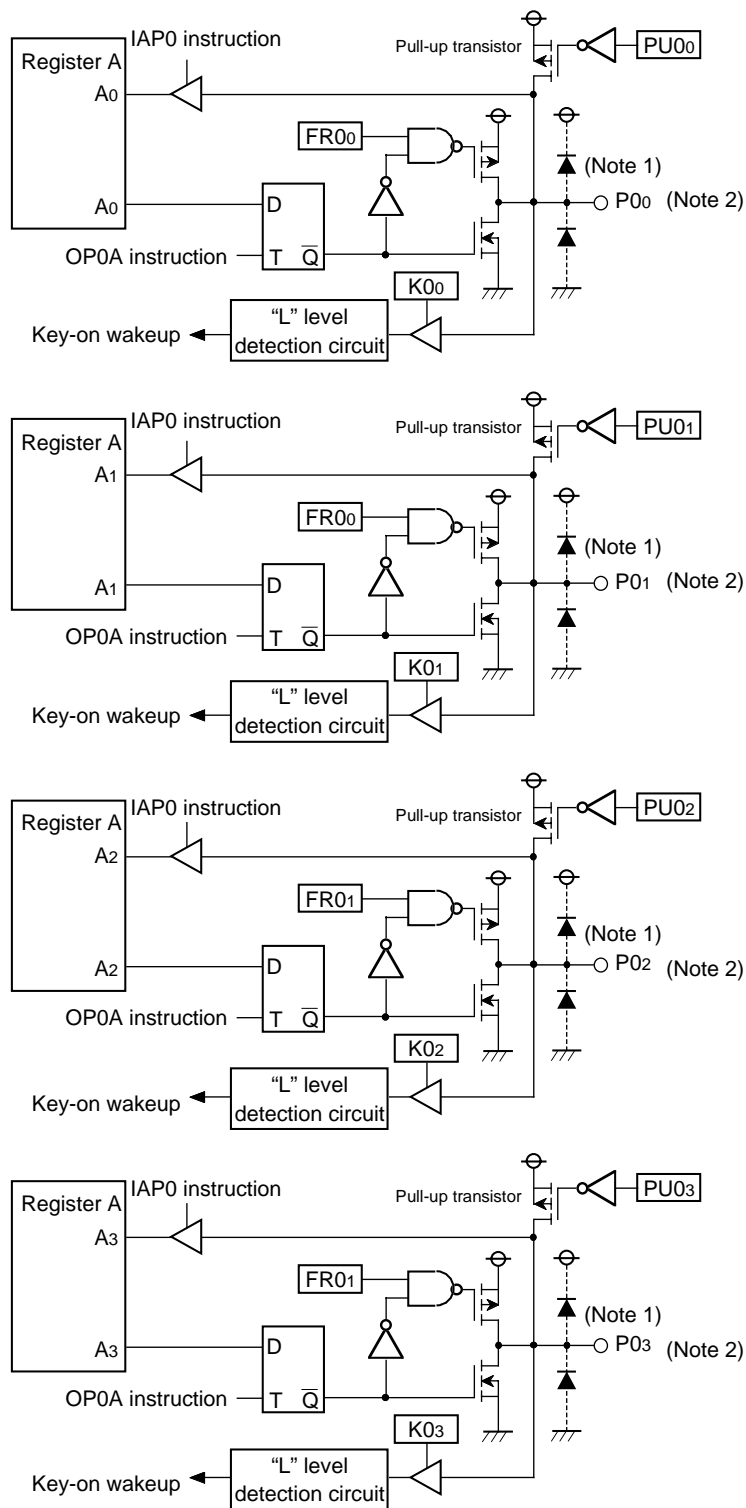 IAP0 instruction
Register A
Pull-up transistor
PU00
A0
FR00
(Note 1)
A0
D
P00 (Note 2)
OP0A instruction
T Q̅
K00
Key-on wakeup
“L” level
detection circuit
IAP0 instruction
Register A
Pull-up transistor
PU01
A1
FR00
(Note 1)
A1
D
P01 (Note 2)
OP0A instruction
T Q̅
K01
Key-on wakeup
“L” level
detection circuit
IAP0 instruction
Register A
Pull-up transistor
PU02
A2
FR01
(Note 1)
A2
D
P02 (Note 2)
OP0A instruction
T Q̅
K02
Key-on wakeup
“L” level
detection circuit
IAP0 instruction
Register A
Pull-up transistor
PU03
A3
FR01
(Note 1)
A3
D
P03 (Note 2)
OP0A instruction
T Q̅
K03
Key-on wakeup
“L” level
detection circuit